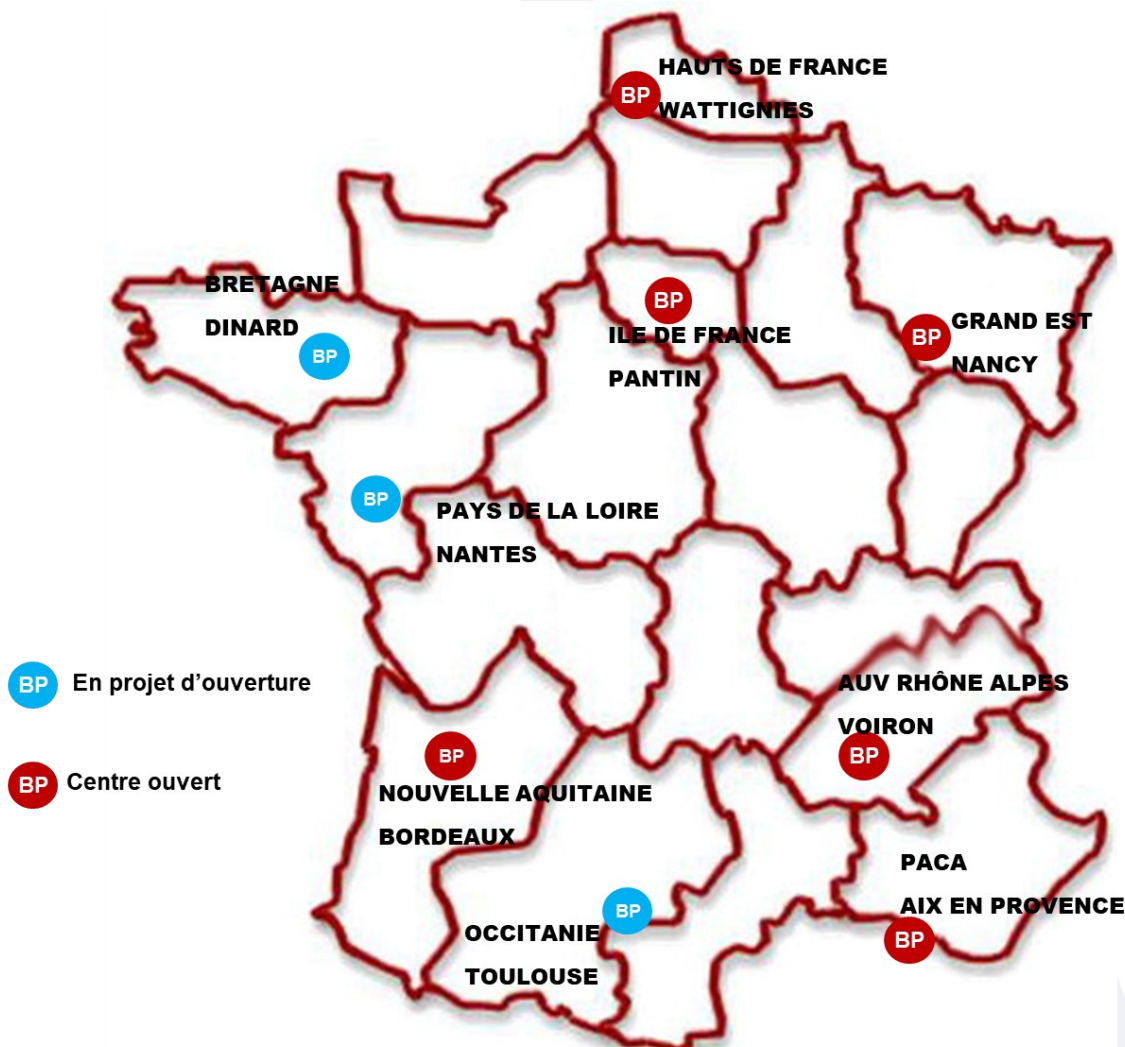 HAUTS DE FRANCE
BP
WATTIGNIES
BRETAGNE
DINARD
BP
BP
ILE DE FRANCE
PANTIN
BP
GRAND EST
NANCY
BP
PAYS DE LA LOIRE
NANTES
BP En projet d'ouverture
BP Centre ouvert
AUV RHÔNE ALPES
VOIRON
BP
BP
NOUVELLE AQUITAINE
BORDEAUX
PACA
AIX EN PROVENCE
BP
BP
OCCITANIE
TOULOUSE